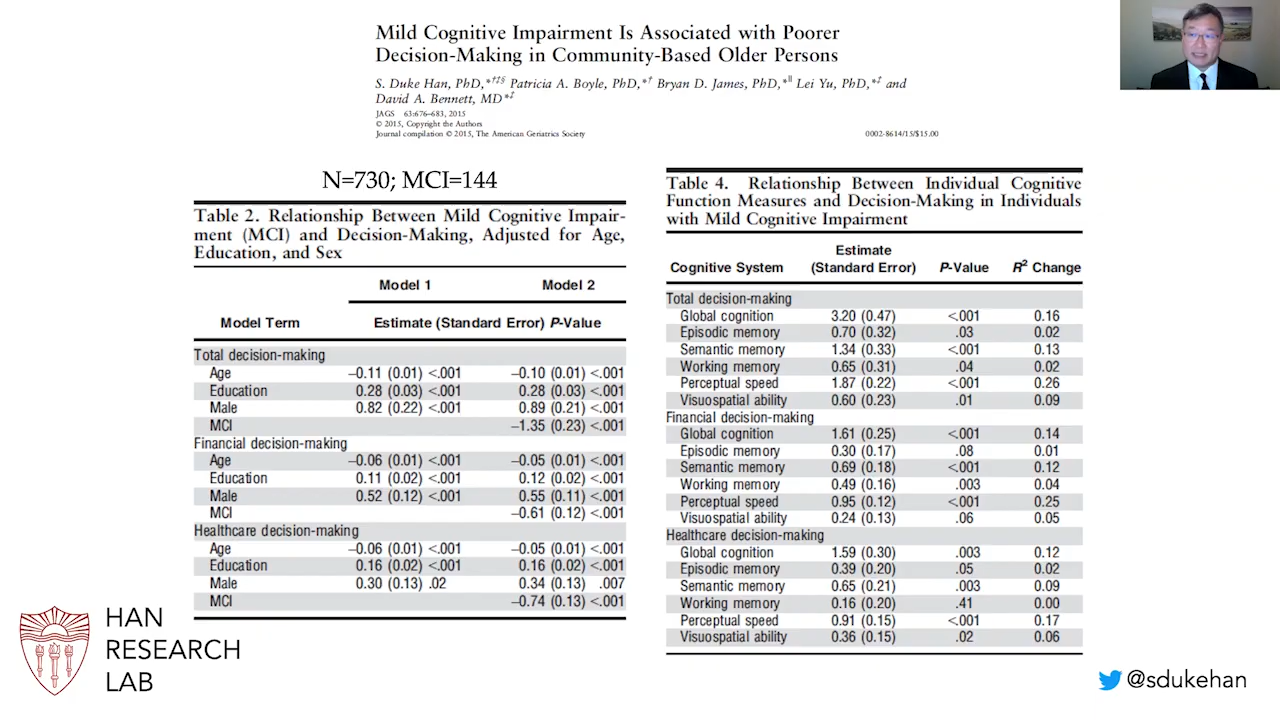 Mild Cognitive Impairment Is Associated with Poorer
Decision-Making in Community-Based Older Persons
S. Duke Han, PhD,*†‡§ Patricia A. Boyle, PhD,*† Bryan D. James, PhD,*‖ Lei Yu, PhD,*‡ and
David A. Bennett, MD*‡
JAGS 63:676–683, 2015
© 2015, Copyright the Authors
Journal compilation © 2015, The American Geriatrics Society
0002-8614/15/$15.00
N=730; MCI=144
Table 2. Relationship Between Mild Cognitive Impair-
ment (MCI) and Decision-Making, Adjusted for Age,
Education, and Sex
Model 1 Model 2
Model Term Estimate (Standard Error) P-Value
Total decision-making
Age –0.11 (0.01) <.001 –0.10 (0.01) <.001
Education 0.28 (0.03) <.001 0.28 (0.03) <.001
Male 0.82 (0.22) <.001 0.89 (0.21) <.001
MCI –1.35 (0.23) <.001
Financial decision-making
Age –0.06 (0.01) <.001 –0.05 (0.01) <.001
Education 0.11 (0.02) <.001 0.12 (0.02) <.001
Male 0.52 (0.12) <.001 0.55 (0.11) <.001
MCI –0.61 (0.12) <.001
Healthcare decision-making
Age –0.06 (0.01) <.001 –0.05 (0.01) <.001
Education 0.16 (0.02) <.001 0.16 (0.02) <.001
Male 0.30 (0.13) .02 0.34 (0.13) .007
MCI –0.74 (0.13) <.001
Table 4. Relationship Between Individual Cognitive
Function Measures and Decision-Making in Individuals
with Mild Cognitive Impairment
Estimate
Cognitive System (Standard Error) P-Value R² Change
Total decision-making
Global cognition 3.20 (0.47) <.001 0.16
Episodic memory 0.70 (0.32) .03 0.02
Semantic memory 1.34 (0.33) <.001 0.13
Working memory 0.65 (0.31) .04 0.02
Perceptual speed 1.87 (0.22) <.001 0.26
Visuospatial ability 0.60 (0.23) .01 0.09
Financial decision-making
Global cognition 1.61 (0.25) <.001 0.14
Episodic memory 0.30 (0.17) .08 0.01
Semantic memory 0.69 (0.18) <.001 0.12
Working memory 0.49 (0.16) .003 0.04
Perceptual speed 0.95 (0.12) <.001 0.25
Visuospatial ability 0.24 (0.13) .06 0.05
Healthcare decision-making
Global cognition 1.59 (0.30) .003 0.12
Episodic memory 0.39 (0.20) .05 0.02
Semantic memory 0.65 (0.21) .003 0.09
Working memory 0.16 (0.20) .41 0.00
Perceptual speed 0.91 (0.15) <.001 0.17
Visuospatial ability 0.36 (0.15) .02 0.06
HAN
RESEARCH
LAB
@sdukehan